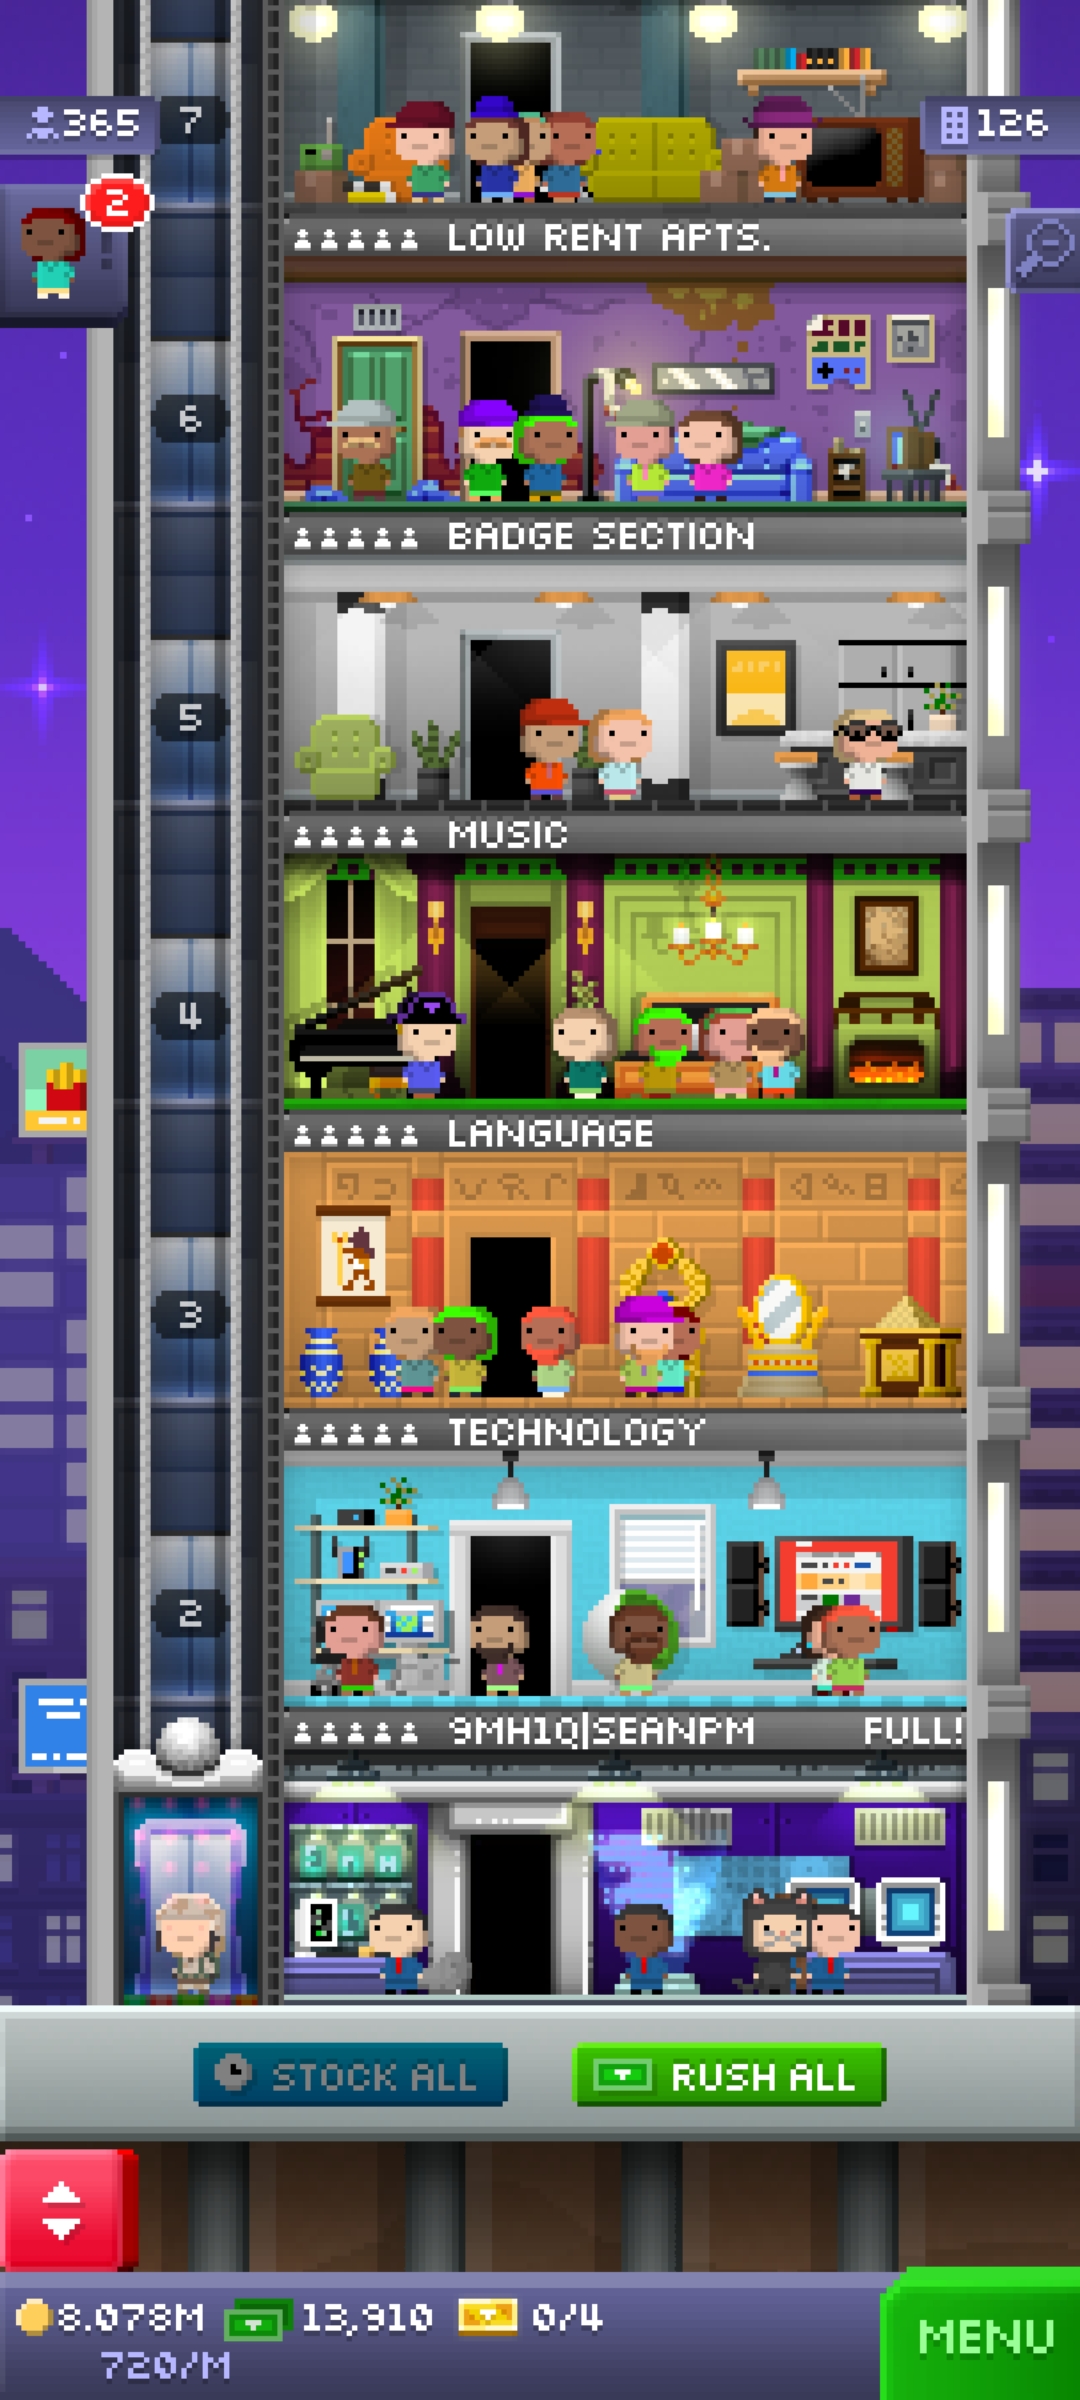 365
7
126
2
LOW RENT APTS.
6
BADGE SECTION
5
MUSIC
4
LANGUAGE
3
TECHNOLOGY
2
9MH1Q|SEANPM FULL!
STOCK ALL
RUSH ALL
8.078M 13,910 0/4
720/M
MENU